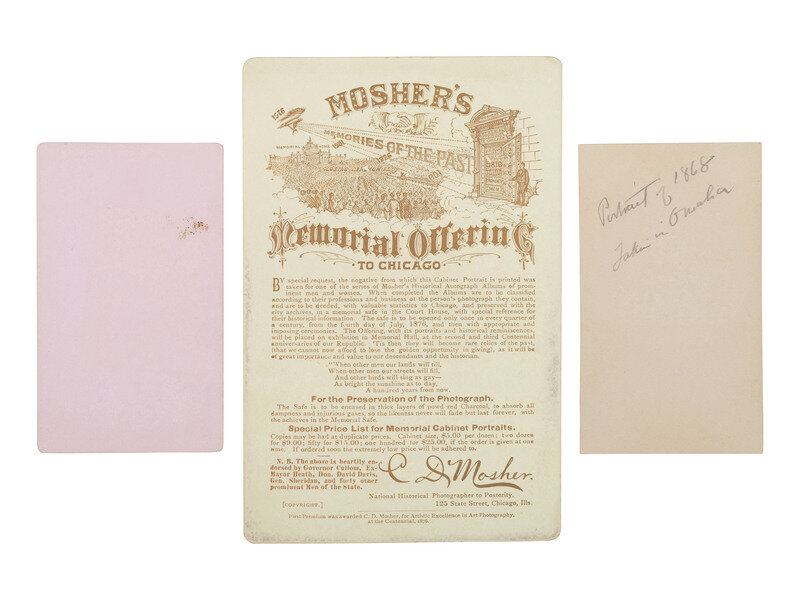 MOSHER'S
1976
MEMORIES OF THE PAST
1876
Memorial Offering
TO CHICAGO
BY special request, the negative from which this Cabinet Portrait is printed was
taken for one of the series of Mosher's Historical Autograph Albums of prom-
inent men and women. When completed the Albums are to be classified
according to their professions and business of the person's photograph they contain,
and are to be deeded, with valuable statistics to Chicago, and preserved with the
city archives, in a memorial safe in the Court House, with special reference for
their historical information. The safe is to be opened only once in every quarter of
a century, from the fourth day of July, 1876, and then with appropriate and
imposing ceremonies. The Offering, with its portraits and historical reminiscences,
will be placed on exhibition in Memorial Hall, at the second and third Centennial
anniversaries of our Republic. 'Tis then they will become rare relics of the past,
(that we cannot now afford to lose the golden opportunity in giving), as it will be
of great importance and value to our descendants and the historian.
"When other men our lands will till,
When other men our streets will fill,
And other birds will sing as gay—
As bright the sunshine as to day,
A hundred years from now.
For the Preservation of the Photograph.
The Safe is to be encased in thick layers of powd red Charcoal, to absorb all
dampness and injurious gases, so the likeness never will fade but last forever, with
the achieves in the Memorial Safe.
Special Price List for Memorial Cabinet Portraits.
Copies may be had at duplicate prices. Cabinet size, $5.00 per dozen; two dozen
for $9.00; fifty for $15.00; one hundred for $25.00, if the order is given at one
time. If ordered soon the extremely low price will be adhered to.
N. B. The above is heartily en-
dorsed by Governor Cullom, Ex-
Mayor Heath, Hon. David Davis,
Gen. Sheridan, and forty other
prominent Men of the State.
C D Mosher.
National Historical Photographer to Posterity.
[COPYRIGHT.]
125 State Street, Chicago, Ills.
First Premium was awarded C. D. Mosher, for Artistic Excellence in Art Photography,
at the Centennial, 1876.
Portrait of 1868
Taken in Omaha